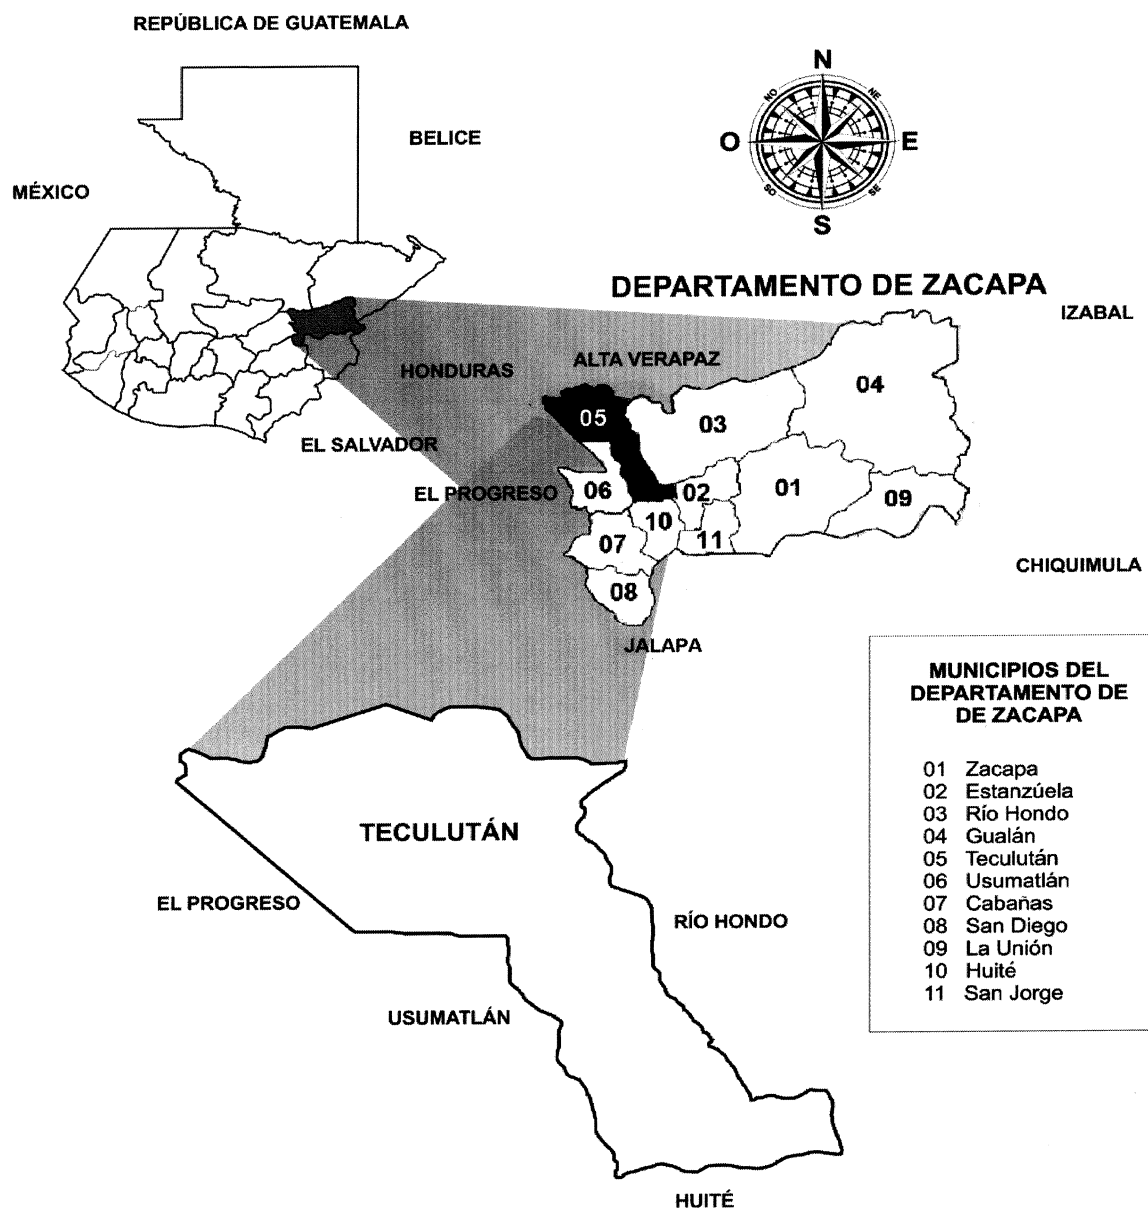 REPÚBLICA DE GUATEMALA
BELICE
MÉXICO
N
NO
NE
O
E
SO
SE
S
DEPARTAMENTO DE ZACAPA
IZABAL
HONDURAS
ALTA VERAPAZ
EL SALVADOR
EL PROGRESO
04
05
03
06
02
01
09
10
07
11
08
CHIQUIMULA
JALAPA
MUNICIPIOS DEL
DEPARTAMENTO DE
DE ZACAPA
01 Zacapa
02 Estanzúela
03 Río Hondo
04 Gualán
05 Teculután
06 Usumatlán
07 Cabañas
08 San Diego
09 La Unión
10 Huité
11 San Jorge
TECULUTÁN
EL PROGRESO
RÍO HONDO
USUMATLÁN
HUITÉ